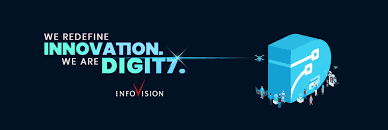 WE REDEFINE
INNOVATION.
WE ARE DIGIT7.
INFOVISION